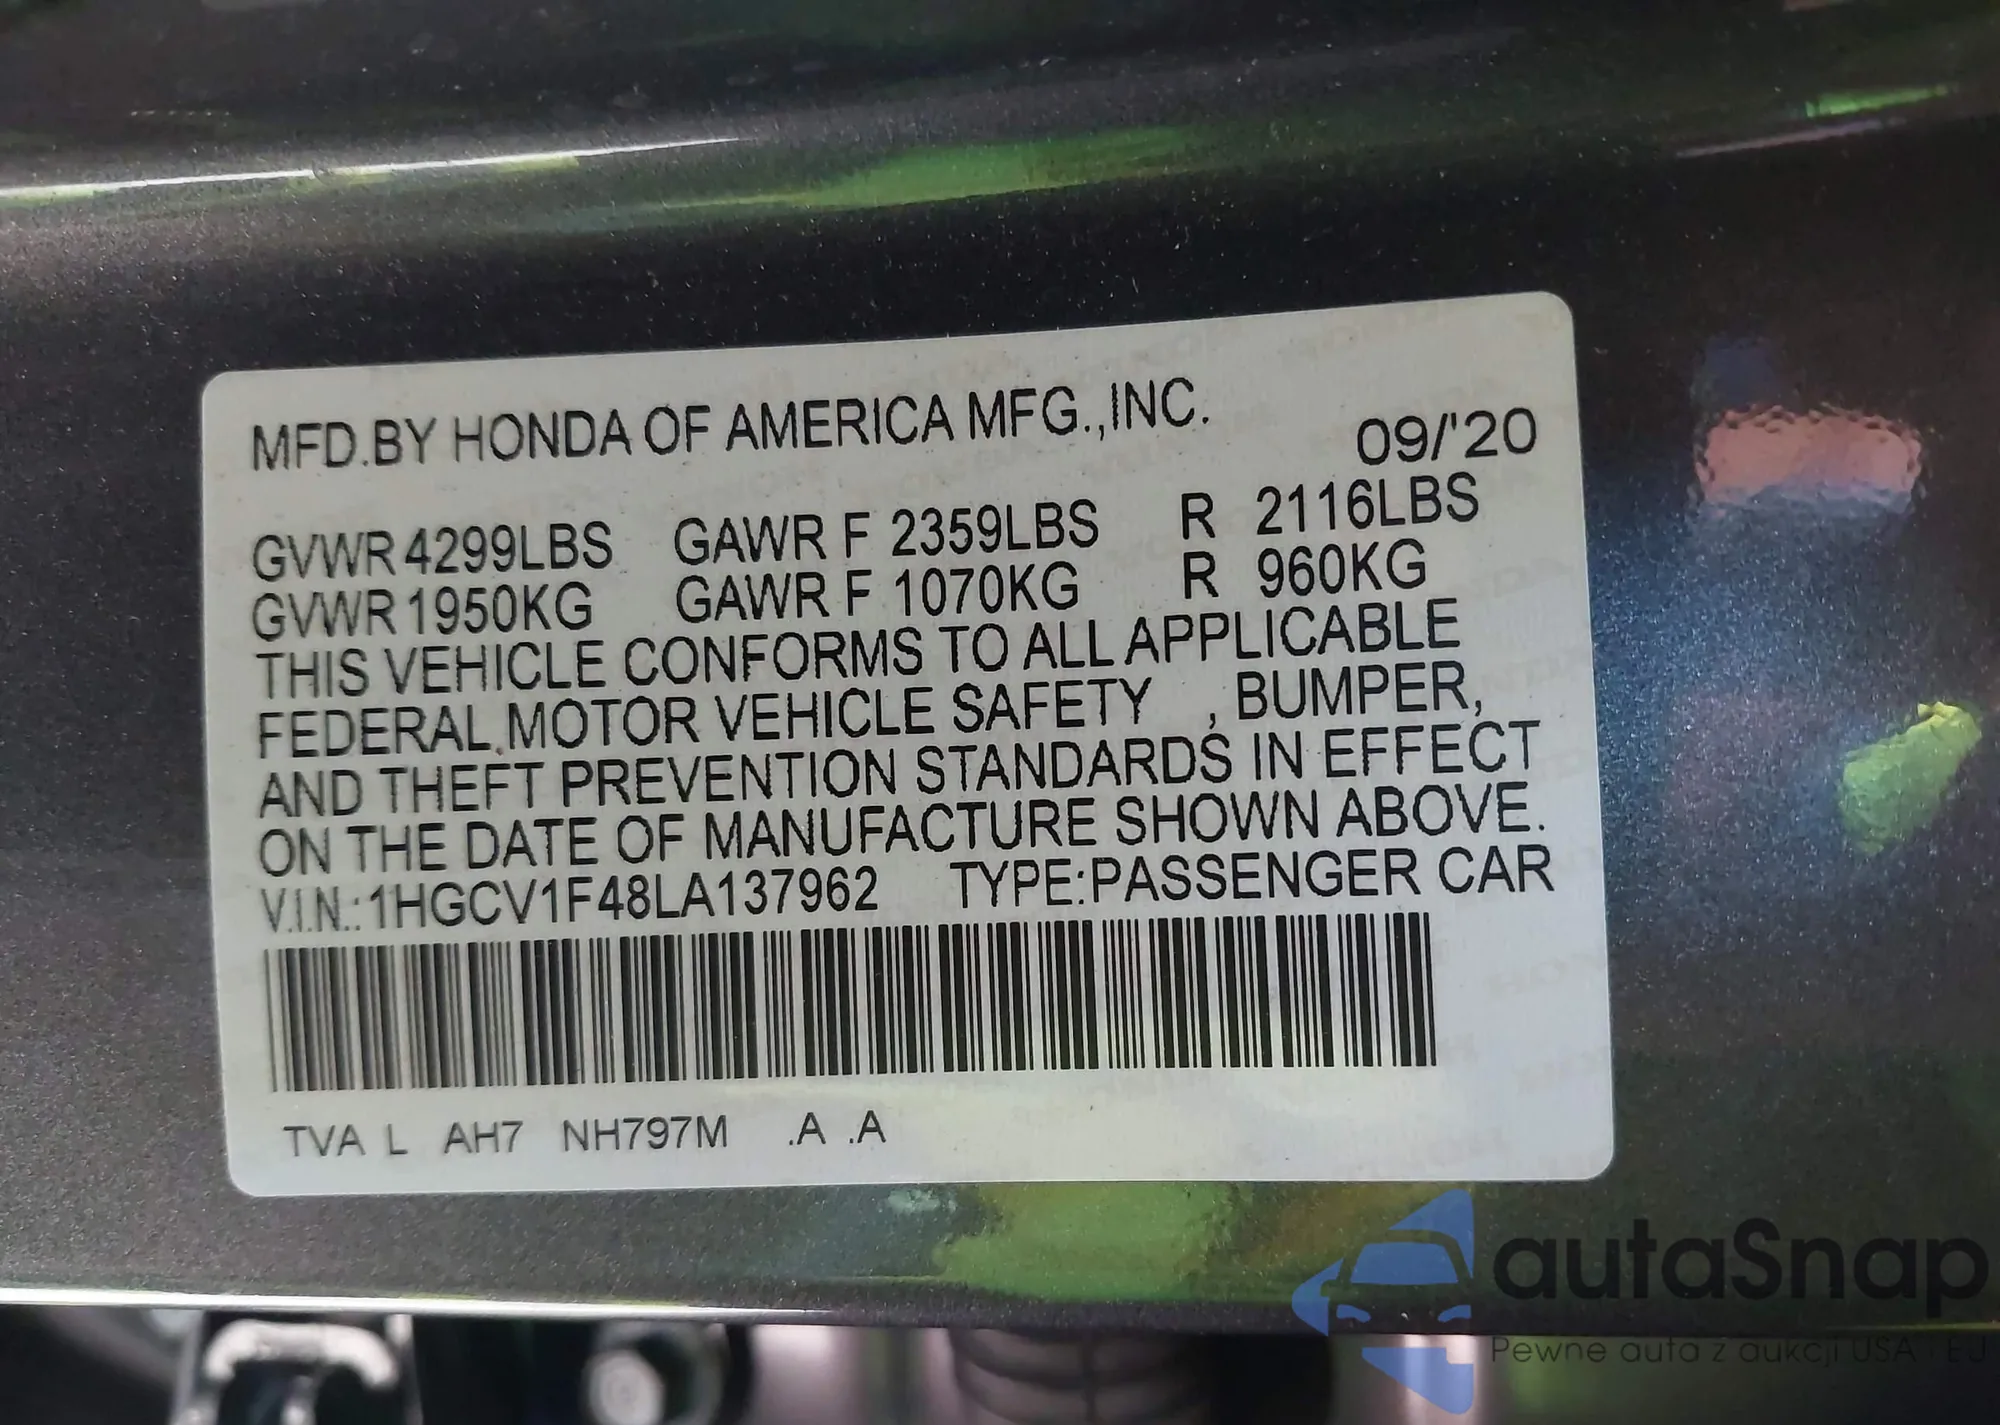 MFD.BY HONDA OF AMERICA MFG.,INC.
09/'20
GVWR 4299LBS GAWR F 2359LBS R 2116LBS
GVWR 1950KG GAWR F 1070KG R 960KG
THIS VEHICLE CONFORMS TO ALL APPLICABLE
FEDERAL MOTOR VEHICLE SAFETY , BUMPER,
AND THEFT PREVENTION STANDARDS IN EFFECT
ON THE DATE OF MANUFACTURE SHOWN ABOVE.
V.I.N.: 1HGCV1F48LA137962 TYPE:PASSENGER CAR
TVA L AH7 NH797M .A .A
autaSnap
Pewne auta z aukcji USA i EU